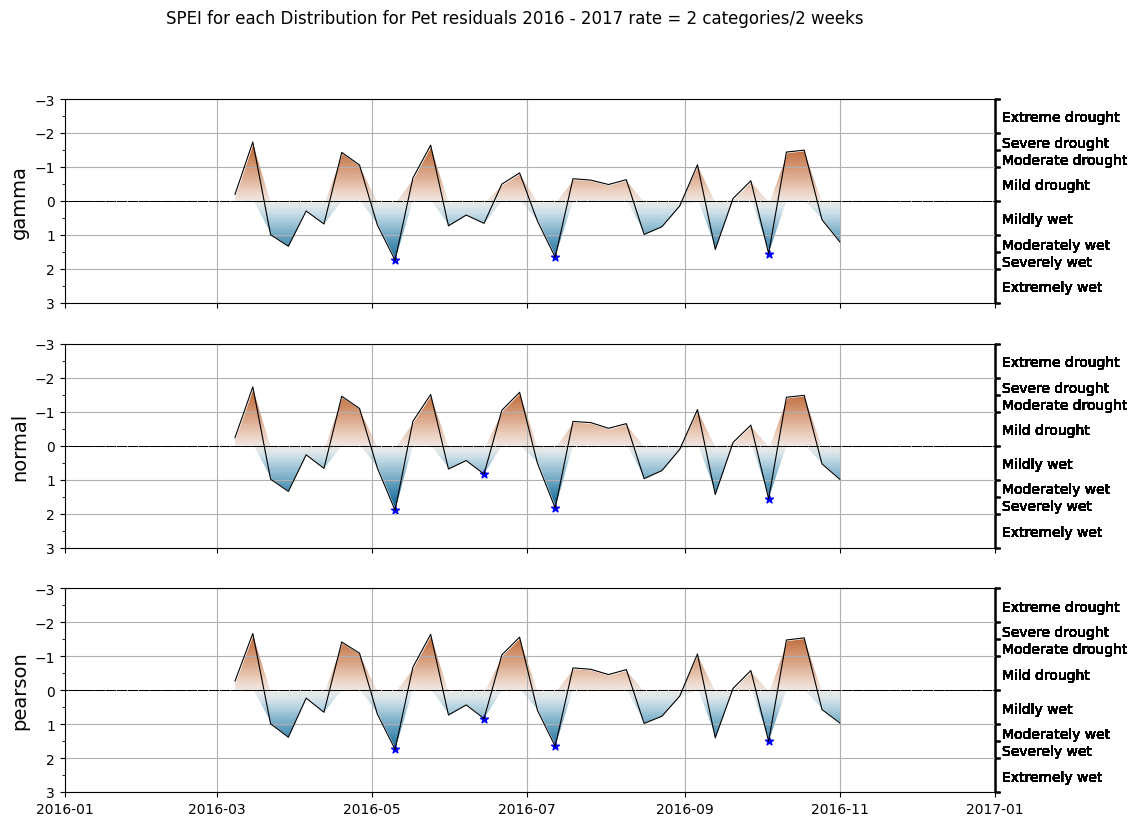 SPEI for each Distribution for Pet residuals 2016 - 2017 rate = 2 categories/2 weeks
gamma
−3
−2
−1
0
1
2
3
Extreme drought
Severe drought
Moderate drought
Mild drought
Mildly wet
Moderately wet
Severely wet
Extremely wet
normal
−3
−2
−1
0
1
2
3
Extreme drought
Severe drought
Moderate drought
Mild drought
Mildly wet
Moderately wet
Severely wet
Extremely wet
pearson
−3
−2
−1
0
1
2
3
Extreme drought
Severe drought
Moderate drought
Mild drought
Mildly wet
Moderately wet
Severely wet
Extremely wet
2016-01 2016-03 2016-05 2016-07 2016-09 2016-11 2017-01